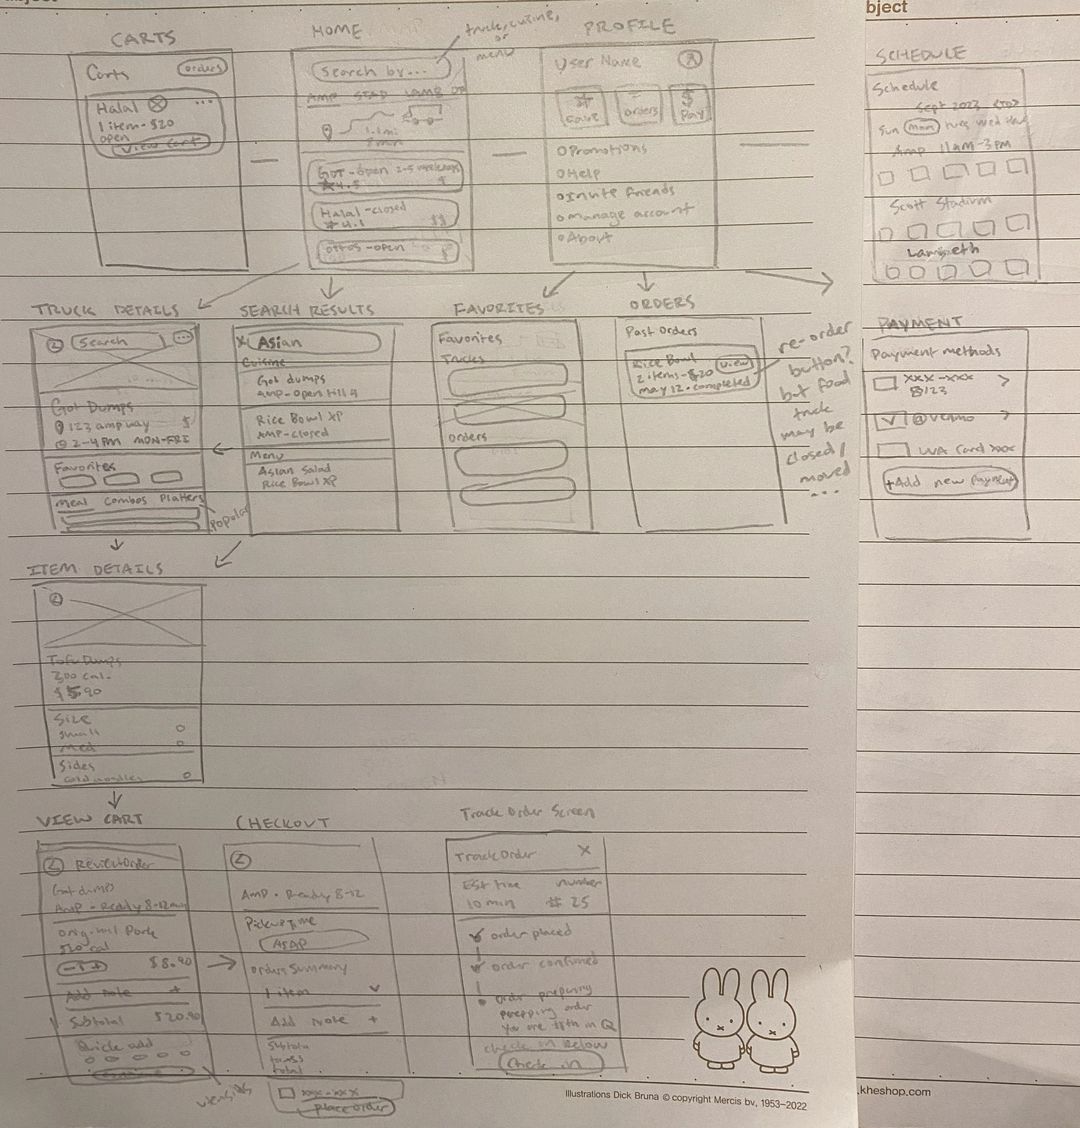 bject
CARTS
Carts
orders
Halal
1 item - $20
open
View Cart
HOME
truck, cuisine,
or
menu
Search by...
AMP STAD LAMB
1.1 mi
GOT - open 2-5 weekdays
★ 4.5 $
Halal - closed
★ 4.1 $$
- open
PROFILE
User Name
save
orders
$
Pay
Promotions
Help
Invite friends
manage account
About
SCHEDULE
Schedule
Sept 2023
Sun Mon Tues Wed
Amp 11am-3pm
Scott Stadium
Lambeth
TRUCK DETAILS
Search
Got Dumps
123 amp way $
2-4 PM MON-FRI
Favorites
Meal Combos Platters
popular
SEARCH RESULTS
X Asian
Cuisine
Got dumps
Amp - open till 4
Rice Bowl XP
Amp - closed
Menu
Asian Salad
Rice Bowl XP
FAVORITES
Favorites
Trucks
Orders
ORDERS
Past Orders
Rice Bowl
view
2 items - $20
May 12 • completed
re-order
button?
but food
truck
may be
closed/
moved
...
PAYMENT
Payment methods
xxx-xxx
8123
V @venmo
UVA Card xxx
+Add new payment
ITEM DETAILS
Tofu Dumps
300 cal.
$5.90
Size
small
med
Sides
cold noodles
VIEW CART
Review Order
Got dumps
Amp - Ready 8-12 min
Pork
520 cal
- 1 + $8.90
Add note +
Subtotal $20.90
Quick add
utensils
CHECKOUT
Amp • Ready 8-12
Pickup Time
ASAP
Order Summary
1 item
Add Note +
Subtotal
total
xxx-xxx
place order
Track Order Screen
Track Order X
Est time number
10 min # 25
order placed
order confirmed
order preparing
prepping order
You are in Q
check in below
Check in
Illustrations Dick Bruna © copyright Mercis bv, 1953-2022
.kheshop.com